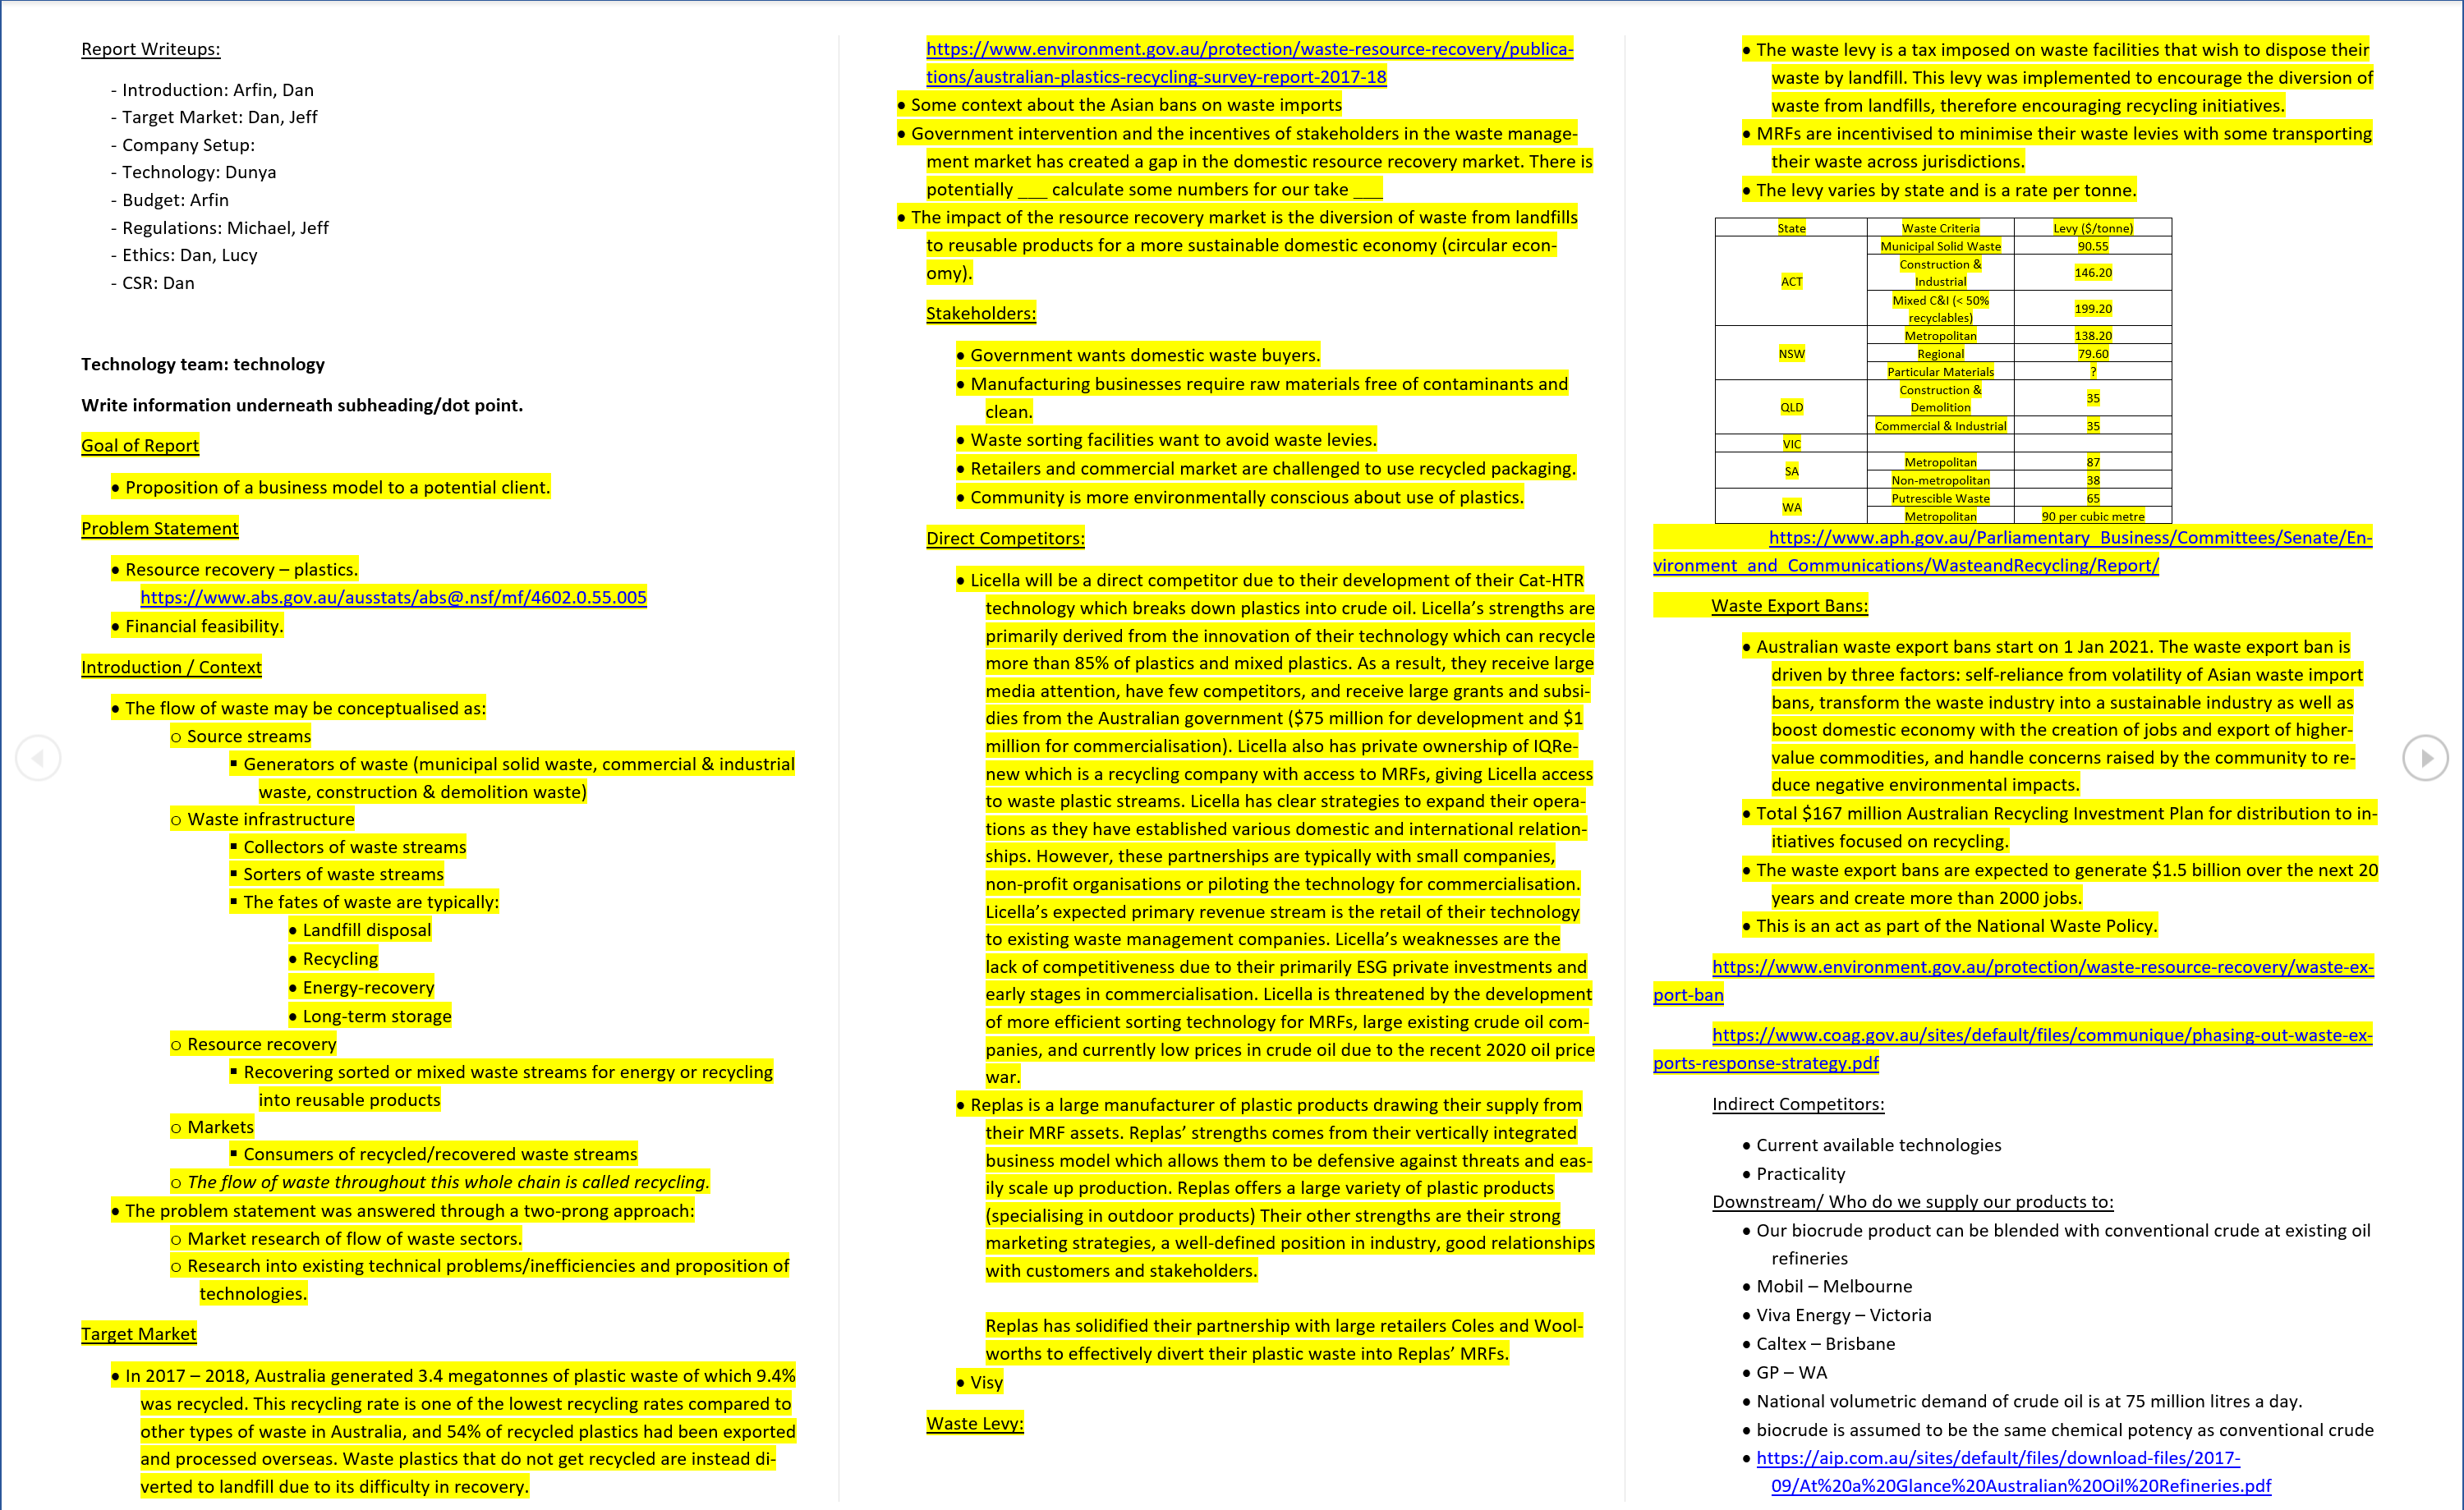 Report Writeups:
- Introduction: Arfin, Dan
- Target Market: Dan, Jeff
- Company Setup:
- Technology: Dunya
- Budget: Arfin
- Regulations: Michael, Jeff
- Ethics: Dan, Lucy
- CSR: Dan
Technology team: technology
Write information underneath subheading/dot point.
Goal of Report
• Proposition of a business model to a potential client.
Problem Statement
• Resource recovery – plastics.
https://www.abs.gov.au/ausstats/abs@.nsf/mf/4602.0.55.005
• Financial feasibility.
Introduction / Context
• The flow of waste may be conceptualised as:
o Source streams
▪ Generators of waste (municipal solid waste, commercial & industrial
waste, construction & demolition waste)
o Waste infrastructure
▪ Collectors of waste streams
▪ Sorters of waste streams
▪ The fates of waste are typically:
• Landfill disposal
• Recycling
• Energy-recovery
• Long-term storage
o Resource recovery
▪ Recovering sorted or mixed waste streams for energy or recycling
into reusable products
o Markets
▪ Consumers of recycled/recovered waste streams
o The flow of waste throughout this whole chain is called recycling.
• The problem statement was answered through a two-prong approach:
o Market research of flow of waste sectors.
o Research into existing technical problems/inefficiencies and proposition of
technologies.
Target Market
• In 2017 – 2018, Australia generated 3.4 megatonnes of plastic waste of which 9.4%
was recycled. This recycling rate is one of the lowest recycling rates compared to
other types of waste in Australia, and 54% of recycled plastics had been exported
and processed overseas. Waste plastics that do not get recycled are instead di-
verted to landfill due to its difficulty in recovery.
https://www.environment.gov.au/protection/waste-resource-recovery/publica-
tions/australian-plastics-recycling-survey-report-2017-18
• Some context about the Asian bans on waste imports
• Government intervention and the incentives of stakeholders in the waste manage-
ment market has created a gap in the domestic resource recovery market. There is
potentially ___ calculate some numbers for our take ___
• The impact of the resource recovery market is the diversion of waste from landfills
to reusable products for a more sustainable domestic economy (circular econ-
omy).
Stakeholders:
• Government wants domestic waste buyers.
• Manufacturing businesses require raw materials free of contaminants and
clean.
• Waste sorting facilities want to avoid waste levies.
• Retailers and commercial market are challenged to use recycled packaging.
• Community is more environmentally conscious about use of plastics.
Direct Competitors:
• Licella will be a direct competitor due to their development of their Cat-HTR
technology which breaks down plastics into crude oil. Licella's strengths are
primarily derived from the innovation of their technology which can recycle
more than 85% of plastics and mixed plastics. As a result, they receive large
media attention, have few competitors, and receive large grants and subsi-
dies from the Australian government ($75 million for development and $1
million for commercialisation). Licella also has private ownership of IQRe-
new which is a recycling company with access to MRFs, giving Licella access
to waste plastic streams. Licella has clear strategies to expand their opera-
tions as they have established various domestic and international relation-
ships. However, these partnerships are typically with small companies,
non-profit organisations or piloting the technology for commercialisation.
Licella's expected primary revenue stream is the retail of their technology
to existing waste management companies. Licella's weaknesses are the
lack of competitiveness due to their primarily ESG private investments and
early stages in commercialisation. Licella is threatened by the development
of more efficient sorting technology for MRFs, large existing crude oil com-
panies, and currently low prices in crude oil due to the recent 2020 oil price
war.
• Replas is a large manufacturer of plastic products drawing their supply from
their MRF assets. Replas' strengths comes from their vertically integrated
business model which allows them to be defensive against threats and eas-
ily scale up production. Replas offers a large variety of plastic products
(specialising in outdoor products) Their other strengths are their strong
marketing strategies, a well-defined position in industry, good relationships
with customers and stakeholders.
Replas has solidified their partnership with large retailers Coles and Wool-
worths to effectively divert their plastic waste into Replas' MRFs.
• Visy
Waste Levy:
• The waste levy is a tax imposed on waste facilities that wish to dispose their
waste by landfill. This levy was implemented to encourage the diversion of
waste from landfills, therefore encouraging recycling initiatives.
• MRFs are incentivised to minimise their waste levies with some transporting
their waste across jurisdictions.
• The levy varies by state and is a rate per tonne.
State Waste Criteria Levy ($/tonne)
ACT Municipal Solid Waste 90.55
Construction & Industrial 146.20
Mixed C&I (< 50% recyclables) 199.20
NSW Metropolitan 138.20
Regional 79.60
Particular Materials ?
QLD Construction & Demolition 35
Commercial & Industrial 35
VIC
SA Metropolitan 87
Non-metropolitan 38
WA Putrescible Waste 65
Metropolitan 90 per cubic metre
https://www.aph.gov.au/Parliamentary_Business/Committees/Senate/En-
vironment_and_Communications/WasteandRecycling/Report/
Waste Export Bans:
• Australian waste export bans start on 1 Jan 2021. The waste export ban is
driven by three factors: self-reliance from volatility of Asian waste import
bans, transform the waste industry into a sustainable industry as well as
boost domestic economy with the creation of jobs and export of higher-
value commodities, and handle concerns raised by the community to re-
duce negative environmental impacts.
• Total $167 million Australian Recycling Investment Plan for distribution to in-
itiatives focused on recycling.
• The waste export bans are expected to generate $1.5 billion over the next 20
years and create more than 2000 jobs.
• This is an act as part of the National Waste Policy.
https://www.environment.gov.au/protection/waste-resource-recovery/waste-ex-
port-ban
https://www.coag.gov.au/sites/default/files/communique/phasing-out-waste-ex-
ports-response-strategy.pdf
Indirect Competitors:
• Current available technologies
• Practicality
Downstream/ Who do we supply our products to:
• Our biocrude product can be blended with conventional crude at existing oil
refineries
• Mobil – Melbourne
• Viva Energy – Victoria
• Caltex – Brisbane
• GP – WA
• National volumetric demand of crude oil is at 75 million litres a day.
• biocrude is assumed to be the same chemical potency as conventional crude
• https://aip.com.au/sites/default/files/download-files/2017-
09/At%20a%20Glance%20Australian%20Oil%20Refineries.pdf